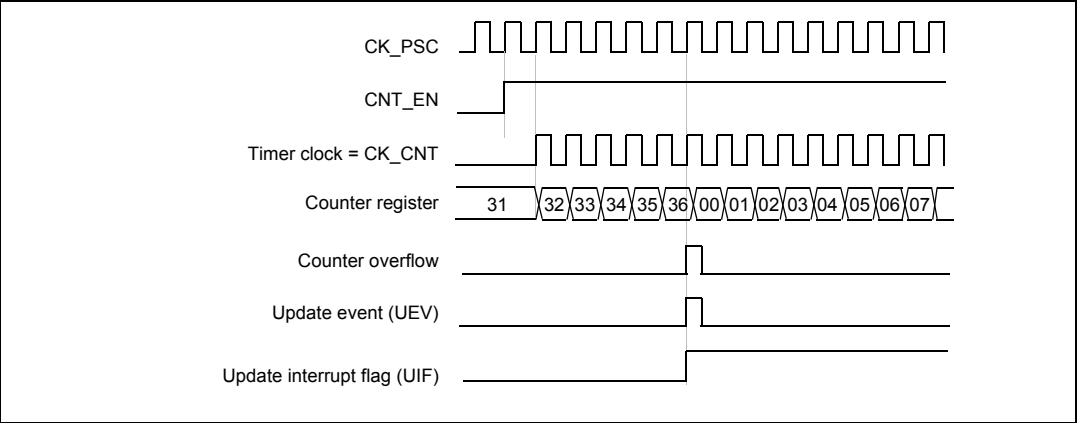 CK_PSC
CNT_EN
Timer clock = CK_CNT
Counter register 31 32 33 34 35 36 00 01 02 03 04 05 06 07
Counter overflow
Update event (UEV)
Update interrupt flag (UIF)